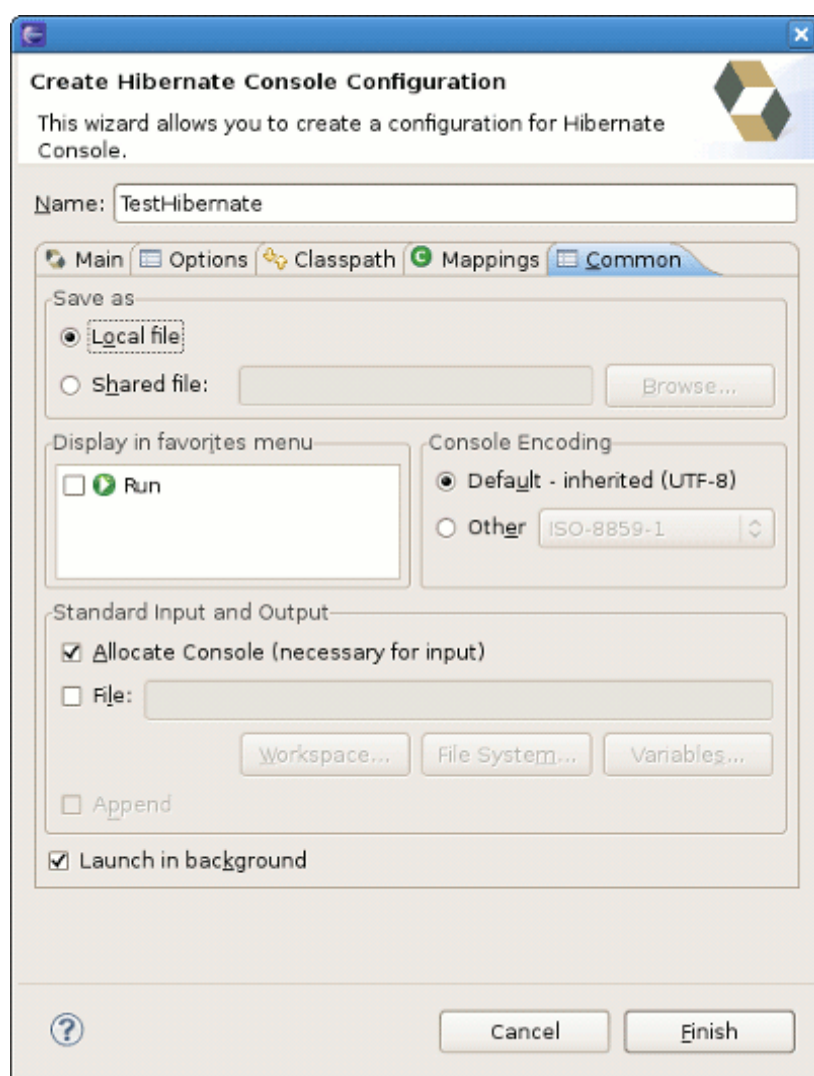 Create Hibernate Console Configuration
This wizard allows you to create a configuration for Hibernate
Console.
Name: TestHibernate
Main Options Classpath Mappings Common
Save as
Local file
Shared file: Browse...
Display in favorites menu
Run
Console Encoding
Default - inherited (UTF-8)
Other ISO-8859-1
Standard Input and Output
Allocate Console (necessary for input)
File:
Workspace... File System... Variables...
Append
Launch in background
Cancel Finish